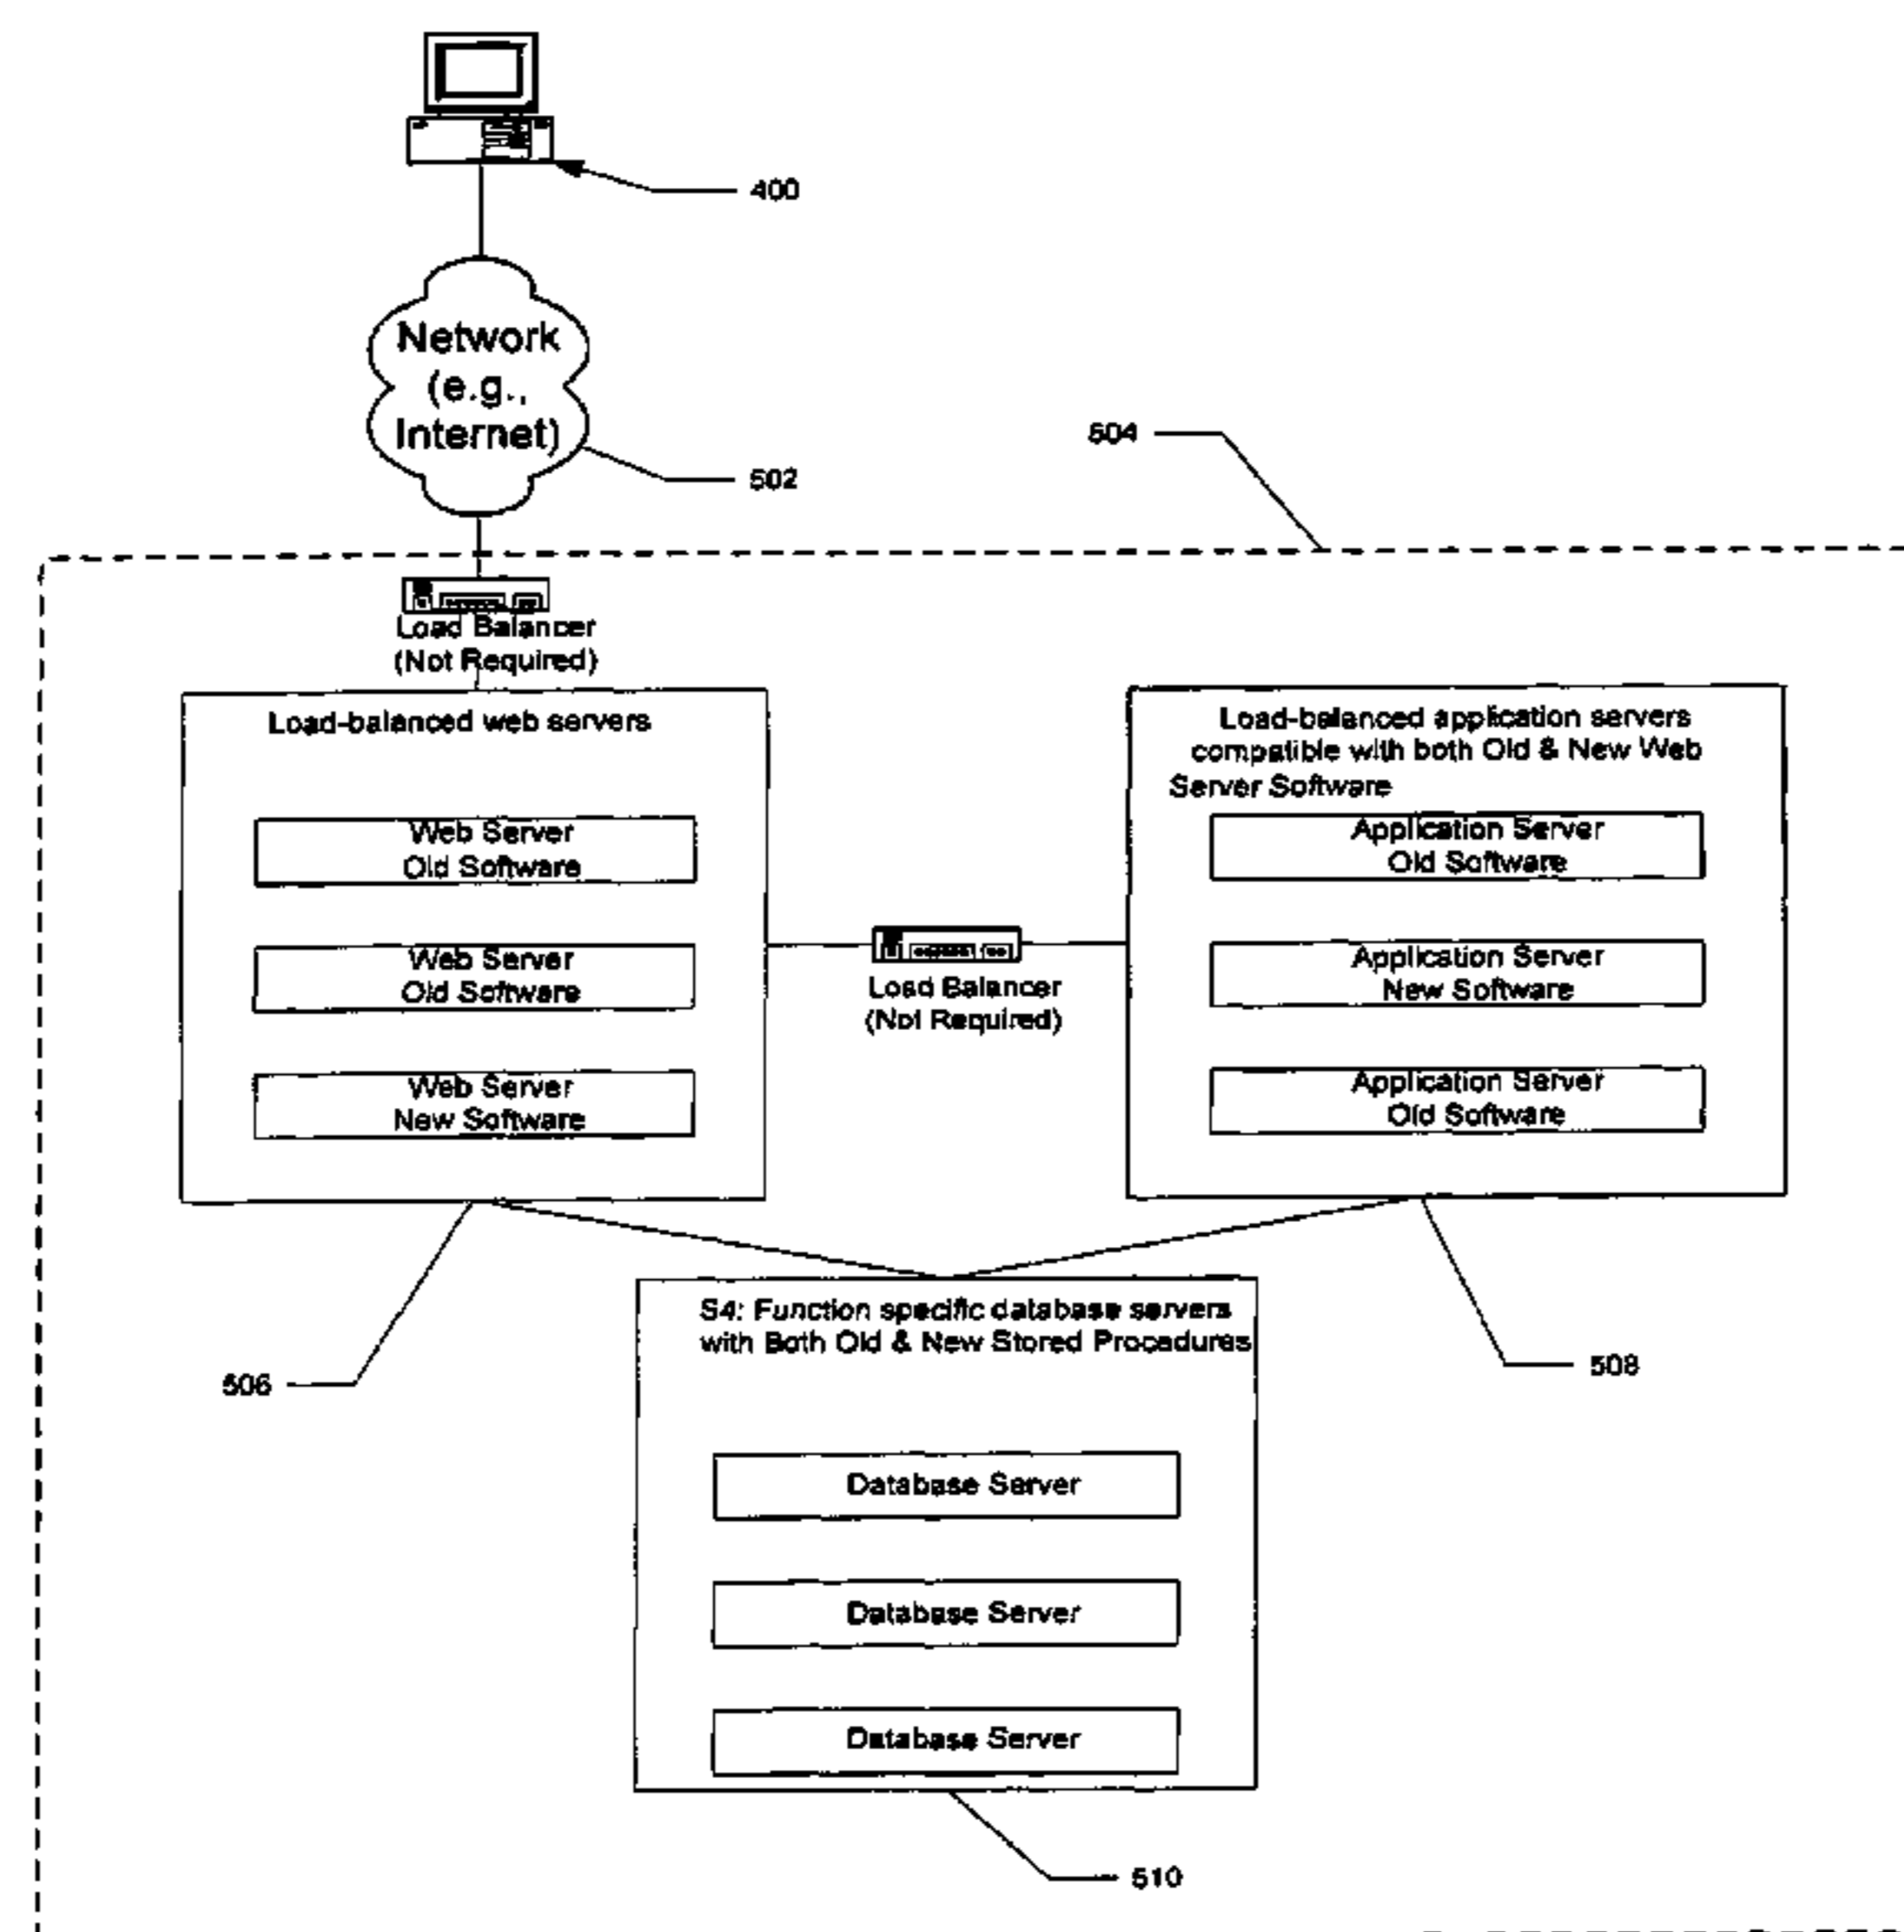 400
Network
(e.g.,
Internet)
502
504
Load Balancer
(Not Required)
Load-balanced web servers
Web Server
Old Software
Web Server
Old Software
Web Server
New Software
Load Balancer
(Not Required)
Load-balanced application servers
compatible with both Old & New Web
Server Software
Application Server
Old Software
Application Server
New Software
Application Server
Old Software
506
508
S4: Function specific database servers
with Both Old & New Stored Procedures
Database Server
Database Server
Database Server
510